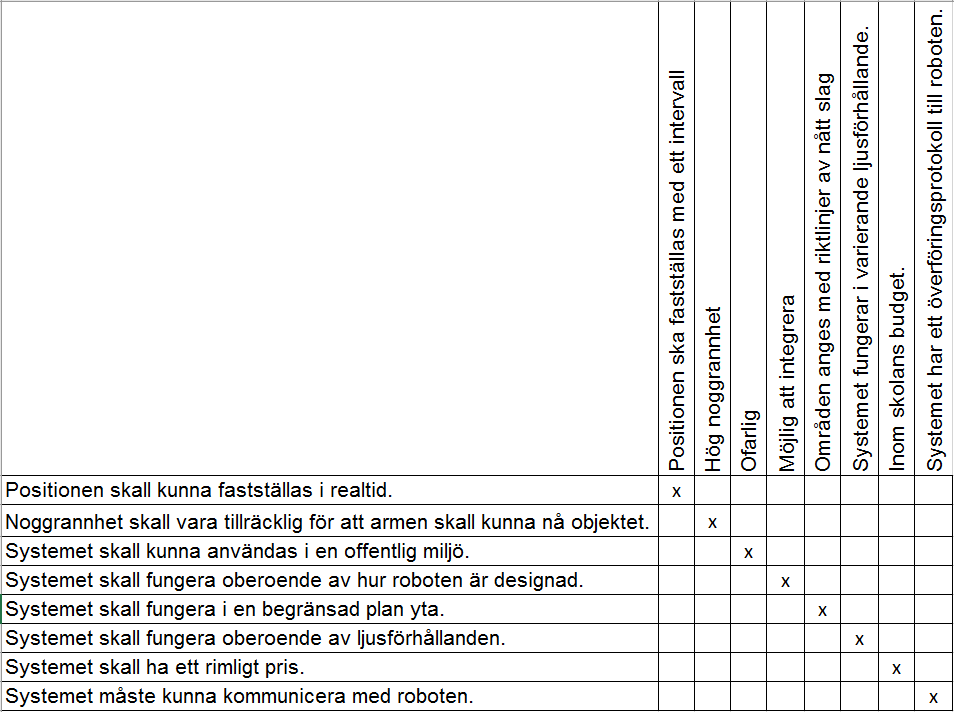 Positionen ska fastställas med ett intervall
Hög noggrannhet
Ofarlig
Möjlig att integrera
Områden anges med riktlinjer av nått slag
Systemet fungerar i varierande ljusförhållande.
Inom skolans budget.
Systemet har ett överföringsprotokoll till roboten.
Positionen skall kunna fastställas i realtid. x
Noggrannhet skall vara tillräcklig för att armen skall kunna nå objektet. x
Systemet skall kunna användas i en offentlig miljö. x
Systemet skall fungera oberoende av hur roboten är designad. x
Systemet skall fungera i en begränsad plan yta. x
Systemet skall fungera oberoende av ljusförhållanden. x
Systemet skall ha ett rimligt pris. x
Systemet måste kunna kommunicera med roboten. x